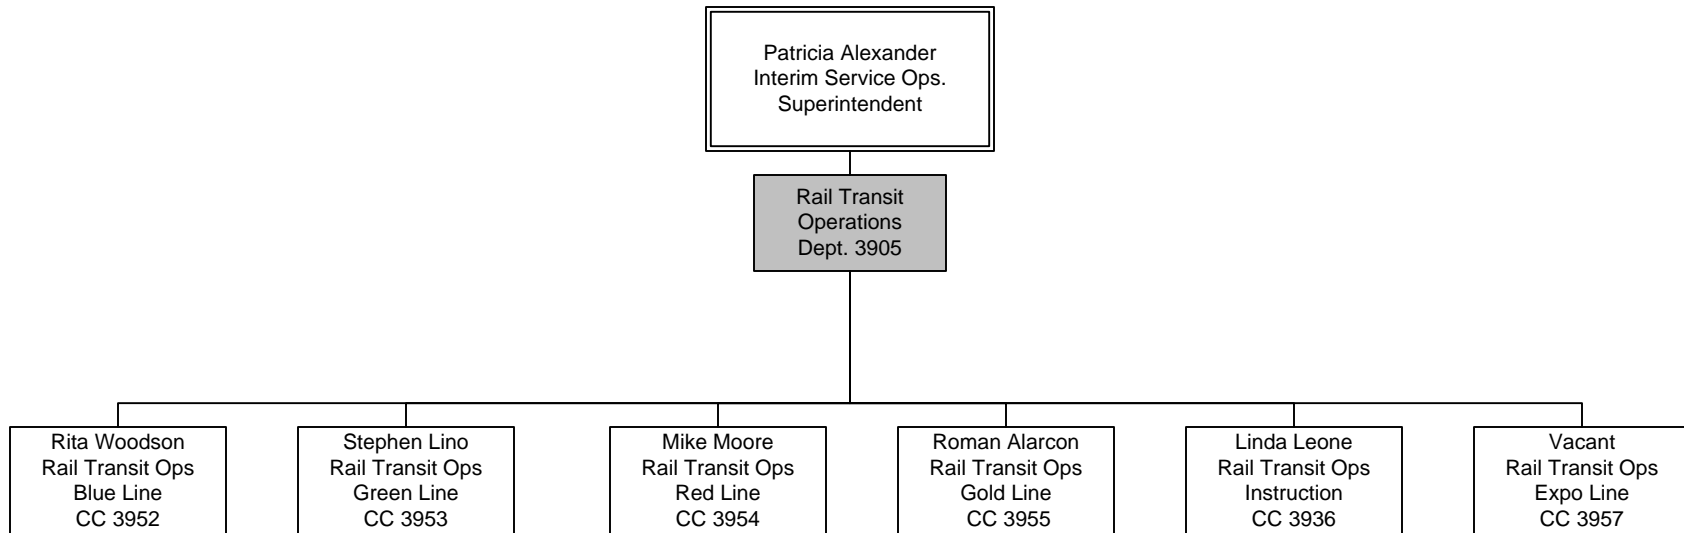 Patricia Alexander
Interim Service Ops.
Superintendent
Rail Transit
Operations
Dept. 3905
Rita Woodson
Rail Transit Ops
Blue Line
CC 3952
Stephen Lino
Rail Transit Ops
Green Line
CC 3953
Mike Moore
Rail Transit Ops
Red Line
CC 3954
Roman Alarcon
Rail Transit Ops
Gold Line
CC 3955
Linda Leone
Rail Transit Ops
Instruction
CC 3936
Vacant
Rail Transit Ops
Expo Line
CC 3957